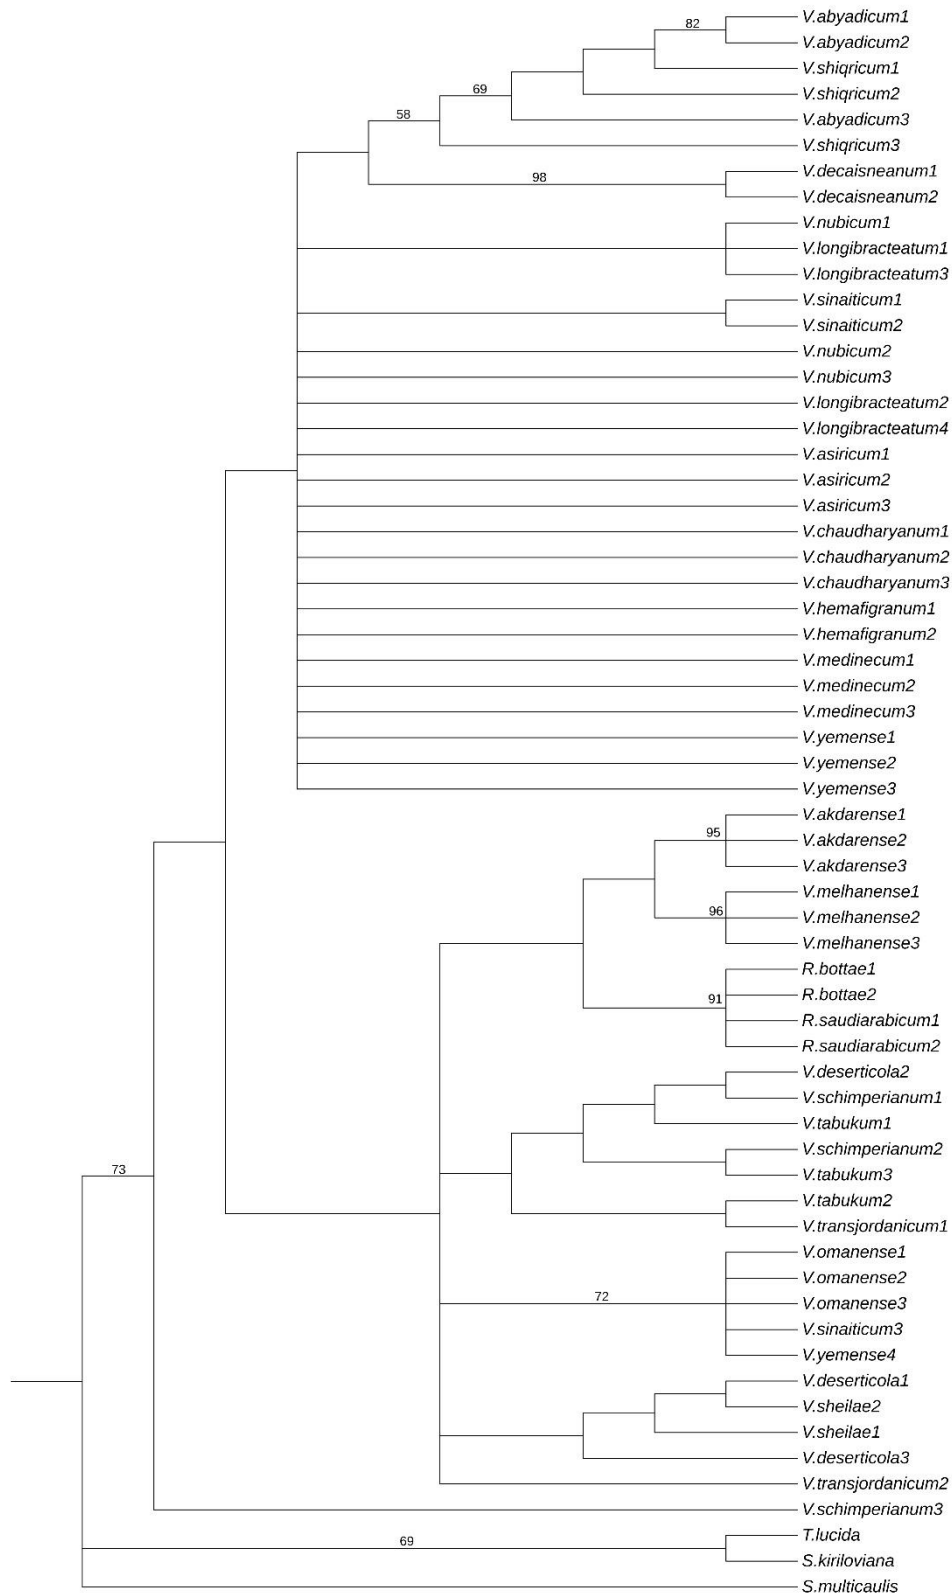 82
V.abyadicum1
V.abyadicum2
V.shiqricum1
V.shiqricum2
69
V.abyadicum3
58
V.shiqricum3
V.decaisneanum1
98
V.decaisneanum2
V.nubicum1
V.longibracteatum1
V.longibracteatum3
V.sinaiticum1
V.sinaiticum2
V.nubicum2
V.nubicum3
V.longibracteatum2
V.longibracteatum4
V.asiricum1
V.asiricum2
V.asiricum3
V.chaudharyanum1
V.chaudharyanum2
V.chaudharyanum3
V.hemafigranum1
V.hemafigranum2
V.medinecum1
V.medinecum2
V.medinecum3
V.yemense1
V.yemense2
V.yemense3
V.akdarense1
95
V.akdarense2
V.akdarense3
V.melhanense1
96
V.melhanense2
V.melhanense3
R.bottae1
R.bottae2
91
R.saudiarabicum1
R.saudiarabicum2
V.deserticola2
V.schimperianum1
V.tabukum1
V.schimperianum2
73
V.tabukum3
V.tabukum2
V.transjordanicum1
V.omanense1
V.omanense2
72
V.omanense3
V.sinaiticum3
V.yemense4
V.deserticola1
V.sheilae2
V.sheilae1
V.deserticola3
V.transjordanicum2
V.schimperianum3
T.lucida
69
S.kiriloviana
S.multicaulis